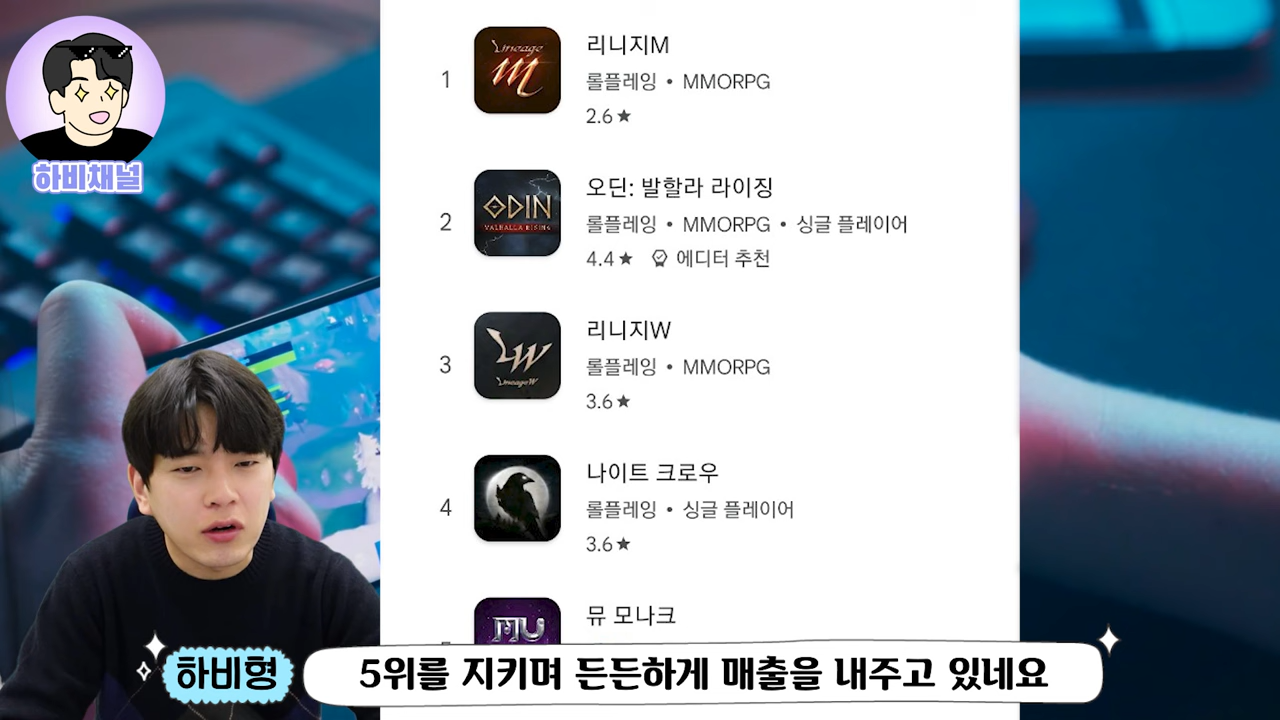 하비채널
1
Lineage
M
리니지M
롤플레잉 • MMORPG
2.6★
2
ODIN
VALHALLA RISING
오딘: 발할라 라이징
롤플레잉 • MMORPG • 싱글 플레이어
4.4★ 에디터 추천
3
LW
LineageW
리니지W
롤플레잉 • MMORPG
3.6★
4
나이트 크로우
롤플레잉 • 싱글 플레이어
3.6★
MU
뮤 모나크
하비형
5위를 지키며 든든하게 매출을 내주고 있네요